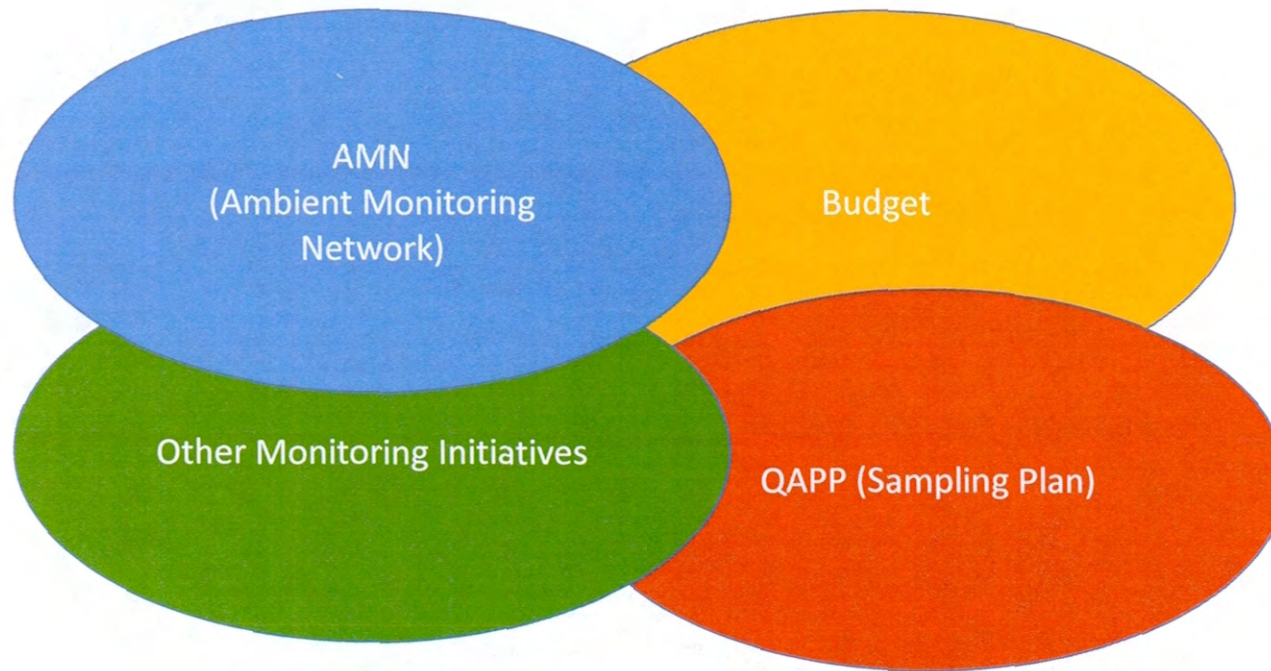 AMN
(Ambient Monitoring
Network)
Budget
Other Monitoring Initiatives
QAPP (Sampling Plan)